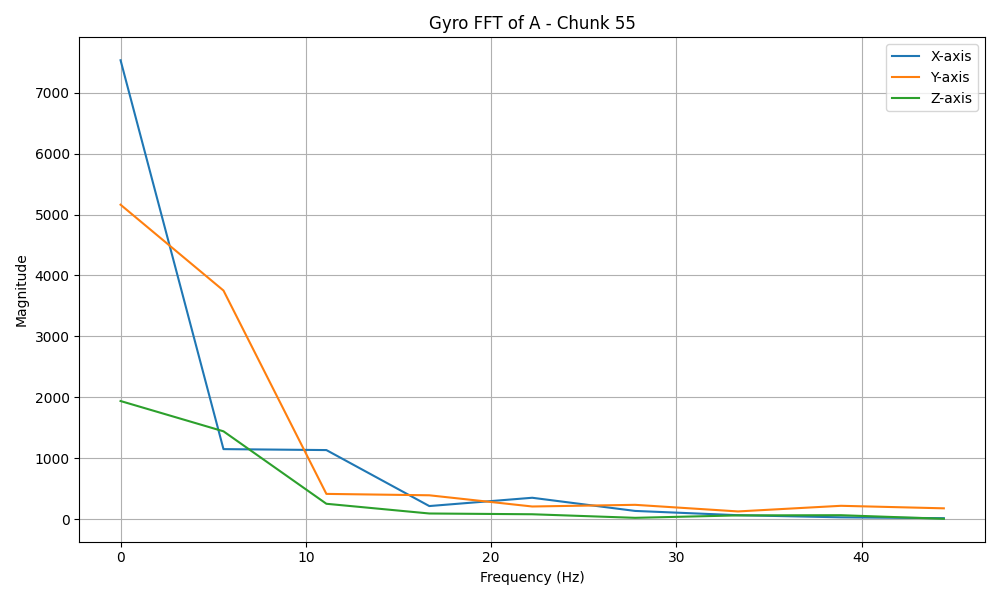 Gyro FFT of A - Chunk 55
X-axis
Y-axis
Z-axis
Magnitude
7000
6000
5000
4000
3000
2000
1000
0
0 10 20 30 40
Frequency (Hz)